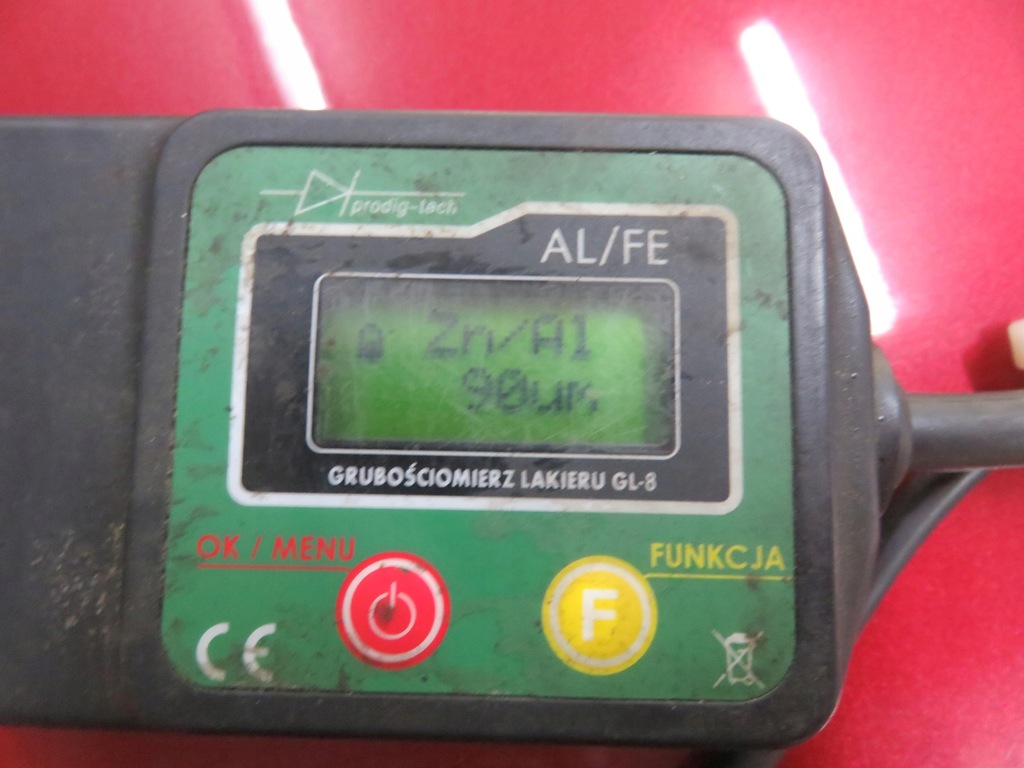 prodig-tech
AL/FE
Zn/Al
90um
GRUBOŚCIOMIERZ LAKIERU GL-8
OK / MENU
FUNKCJA
F
CE